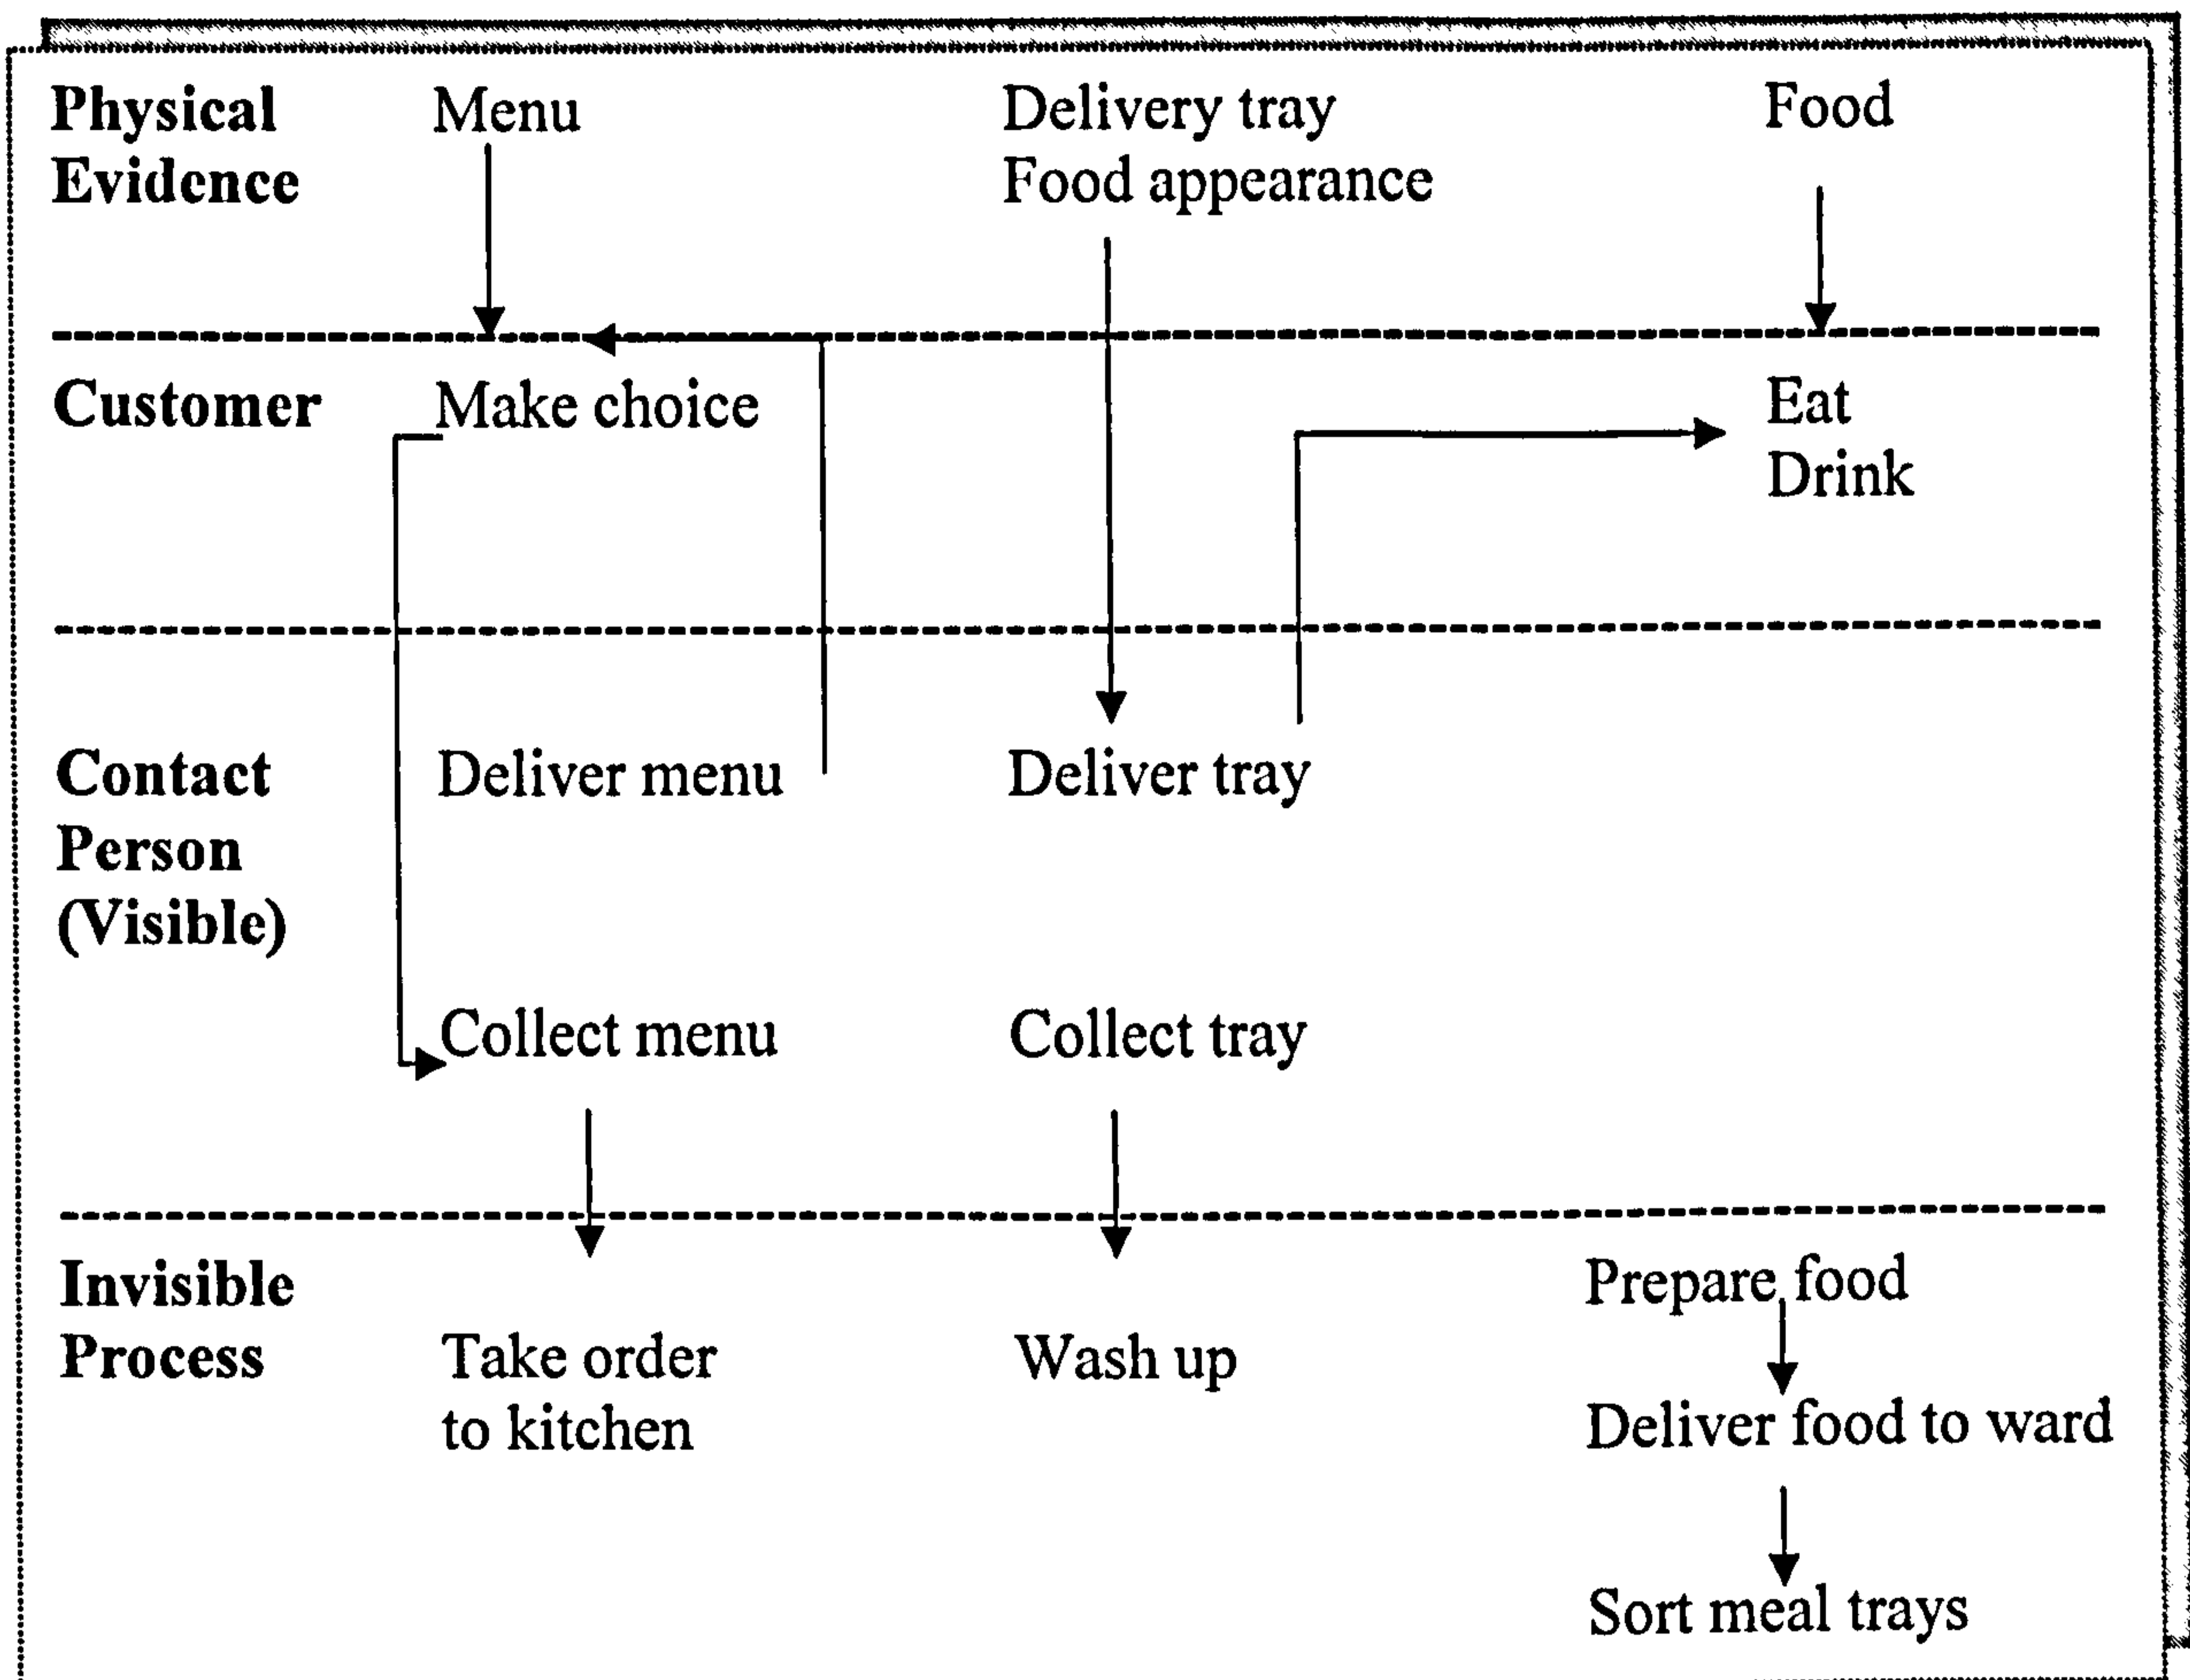 Physical
Evidence
Menu
Delivery tray
Food appearance
Food
Customer
Make choice
Eat
Drink
Contact
Person
(Visible)
Deliver menu
Deliver tray
Collect menu
Collect tray
Invisible
Process
Take order
to kitchen
Wash up
Prepare food
Deliver food to ward
Sort meal trays